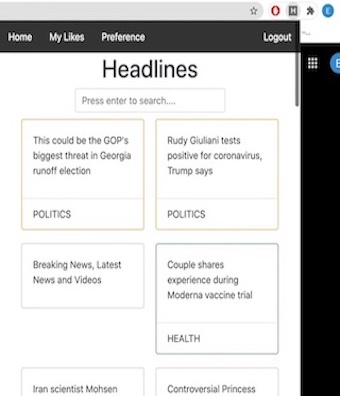 Home My Likes Preference Logout
Headlines
Press enter to search....
This could be the GOP's
biggest threat in Georgia
runoff election
POLITICS
Rudy Giuliani tests
positive for coronavirus,
Trump says
POLITICS
Breaking News, Latest
News and Videos
Couple shares
experience during
Moderna vaccine trial
HEALTH
Iran scientist Mohsen
Controversial Princess